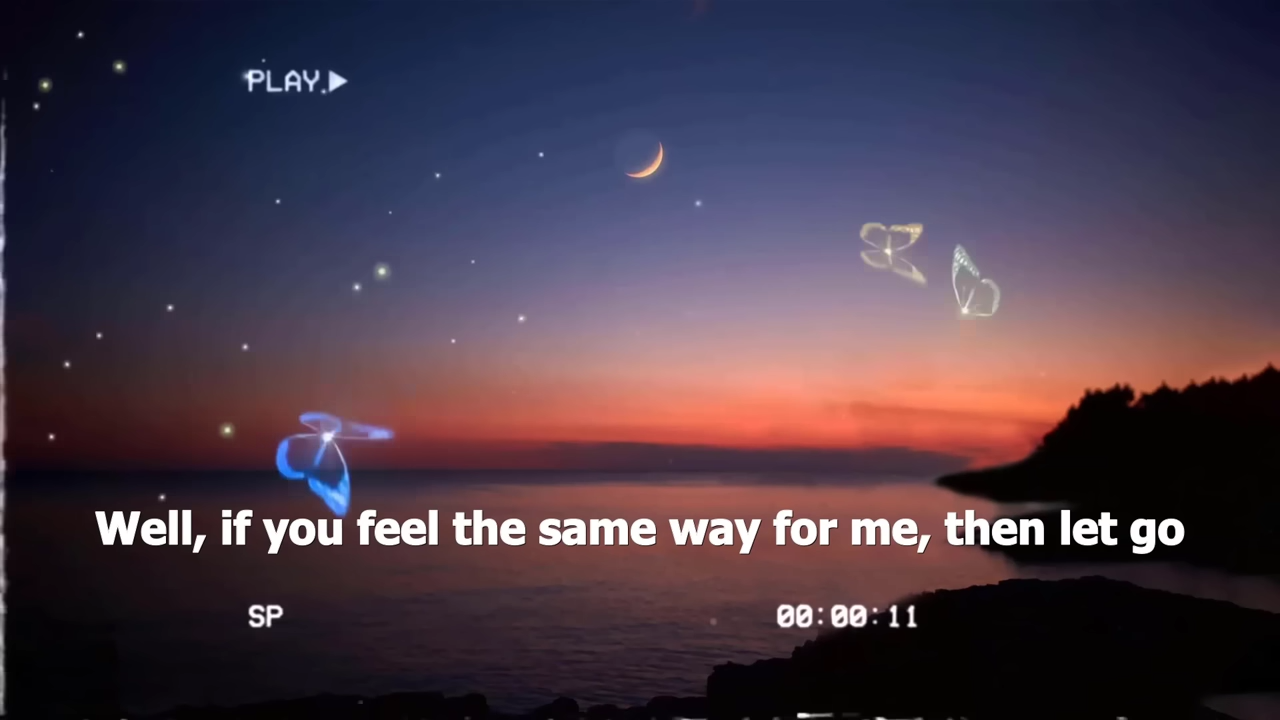 PLAY.▶
Well, if you feel the same way for me, then let go
SP
00:00:11